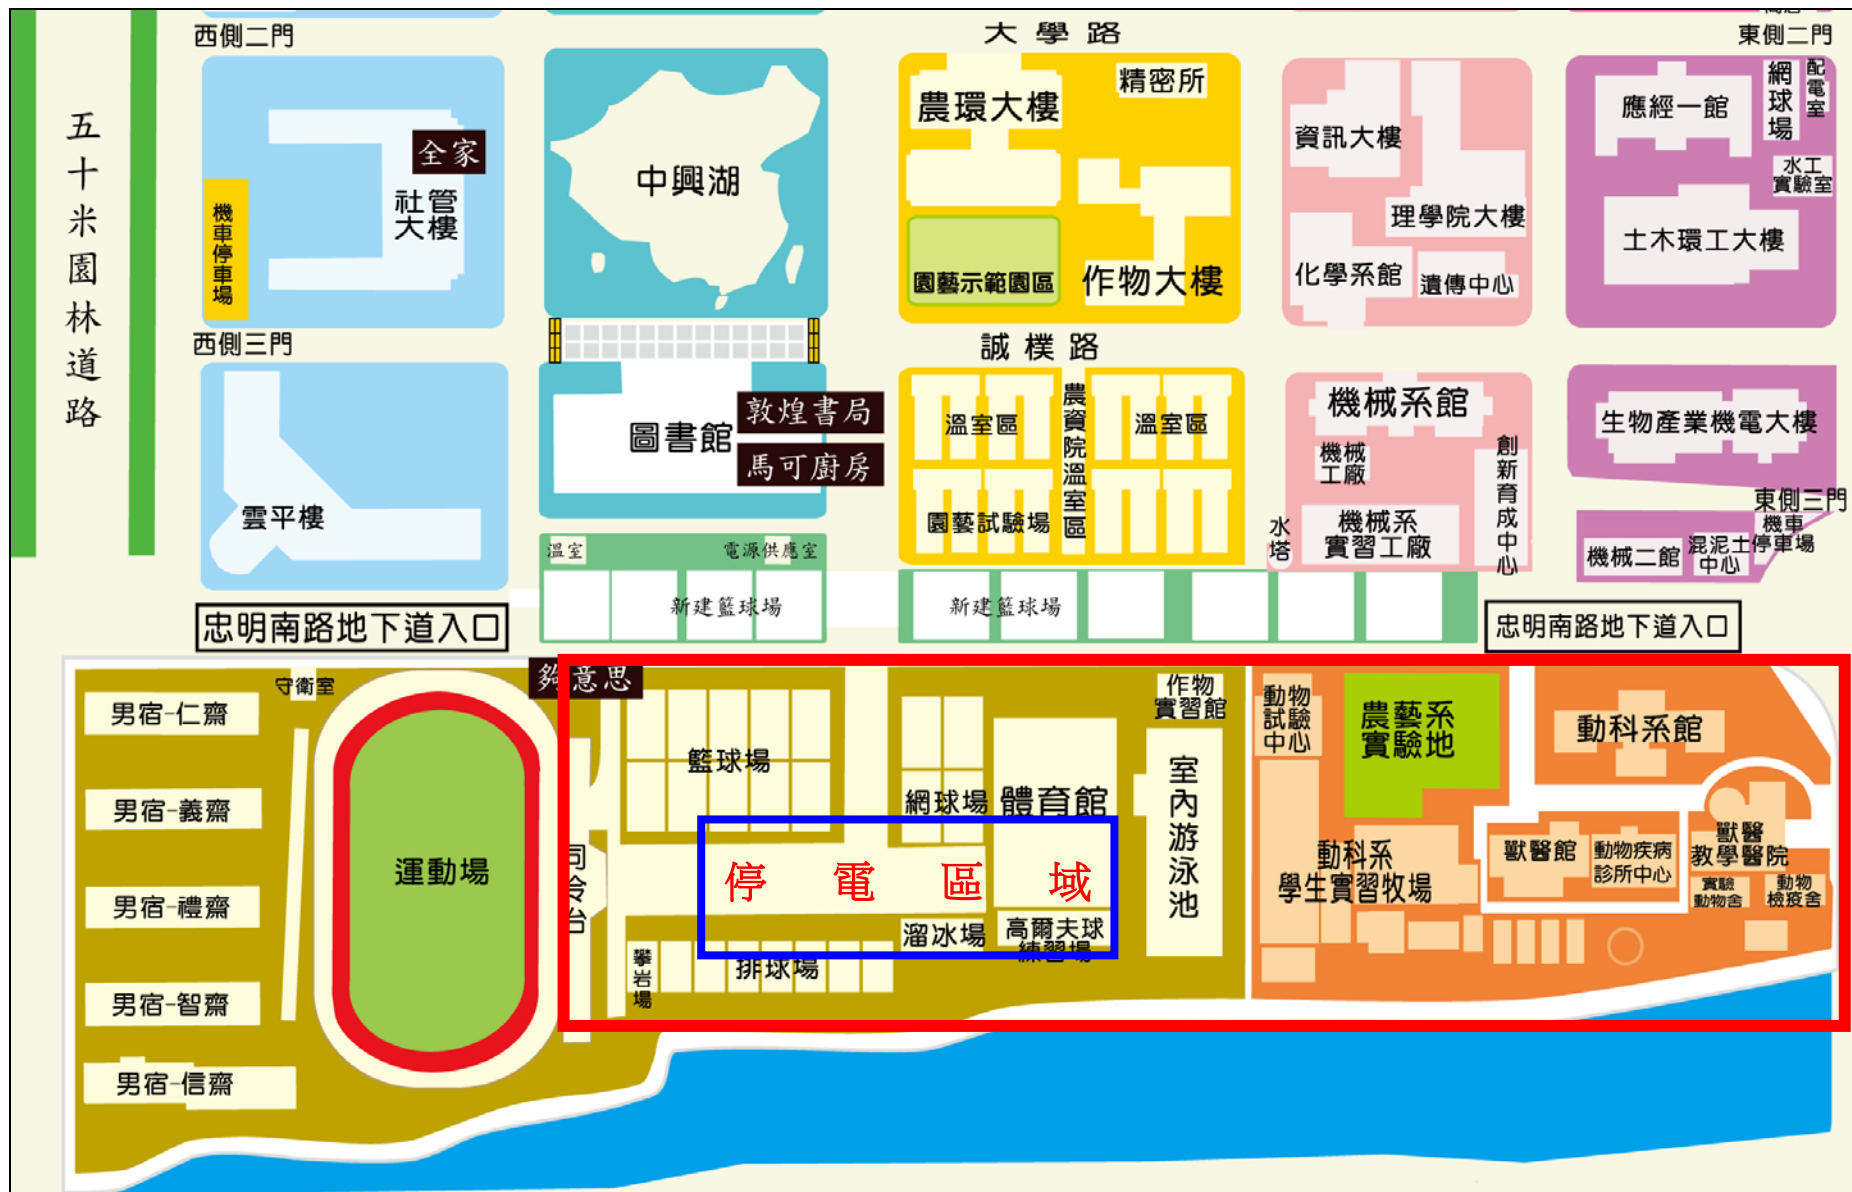 西側二門
大學路
東側二門
五十米園林道路
全家
社管
大樓
機車停車場
中興湖
農環大樓
精密所
園藝示範園區
作物大樓
資訊大樓
理學院大樓
化學系館
遺傳中心
應經一館
網球場
配電室
水工
實驗室
土木環工大樓
西側三門
誠樸路
雲平樓
圖書館
敦煌書局
馬可廚房
溫室區
農資院溫室區
溫室區
園藝試驗場
機械系館
機械
工廠
創新育成中心
機械系
實習工廠
水塔
生物產業機電大樓
東側三門
機車
停車場
機械二館
混泥土
中心
溫室
電源供應室
新建籃球場
新建籃球場
忠明南路地下道入口
忠明南路地下道入口
守衛室
夠意思
男宿-仁齋
男宿-義齋
男宿-禮齋
男宿-智齋
男宿-信齋
運動場
司令台
籃球場
網球場
體育館
作物
實習館
室內游泳池
停電區域
溜冰場
高爾夫球
練習場
攀岩場
排球場
動物
試驗
中心
農藝系
實驗地
動科系館
動科系
學生實習牧場
獸醫館
動物疾病
診所中心
獸醫
教學醫院
實驗
動物舍
動物
檢疫舍